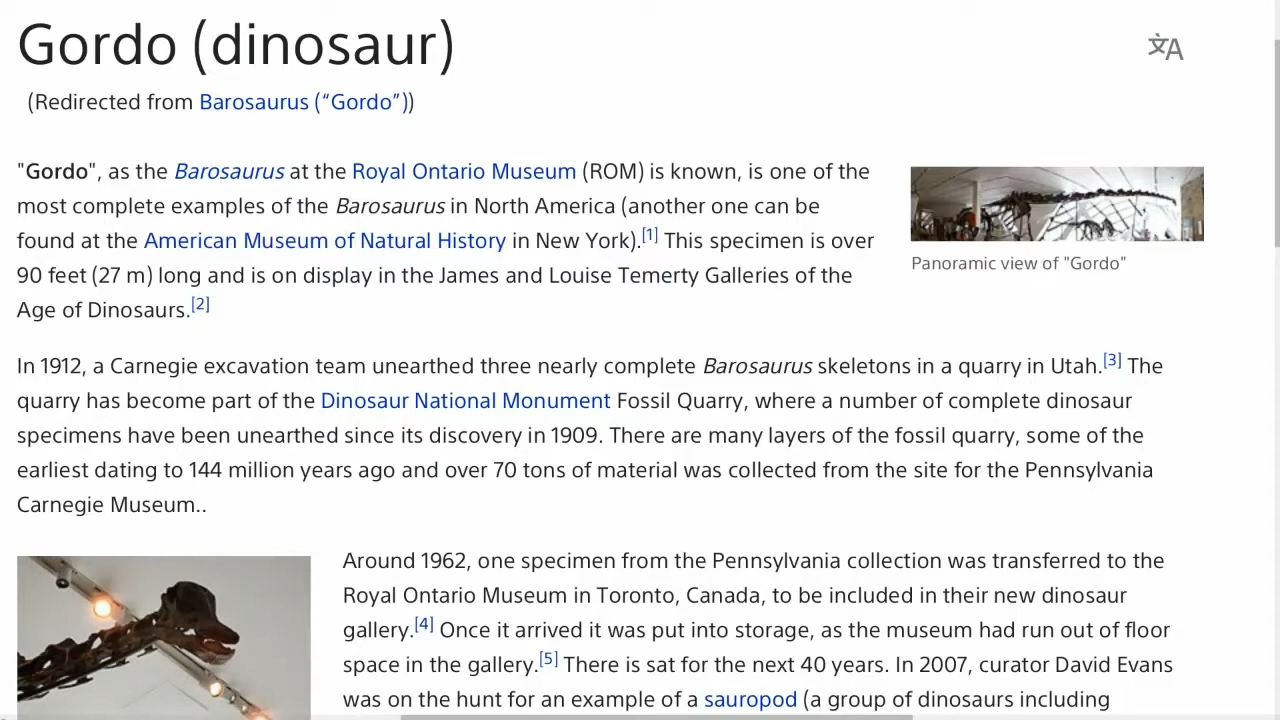 Gordo (dinosaur)
文A
(Redirected from Barosaurus (“Gordo”))
"Gordo", as the Barosaurus at the Royal Ontario Museum (ROM) is known, is one of the
most complete examples of the Barosaurus in North America (another one can be
found at the American Museum of Natural History in New York).[1] This specimen is over
90 feet (27 m) long and is on display in the James and Louise Temerty Galleries of the
Age of Dinosaurs.[2]
Panoramic view of "Gordo"
In 1912, a Carnegie excavation team unearthed three nearly complete Barosaurus skeletons in a quarry in Utah.[3] The
quarry has become part of the Dinosaur National Monument Fossil Quarry, where a number of complete dinosaur
specimens have been unearthed since its discovery in 1909. There are many layers of the fossil quarry, some of the
earliest dating to 144 million years ago and over 70 tons of material was collected from the site for the Pennsylvania
Carnegie Museum..
Around 1962, one specimen from the Pennsylvania collection was transferred to the
Royal Ontario Museum in Toronto, Canada, to be included in their new dinosaur
gallery.[4] Once it arrived it was put into storage, as the museum had run out of floor
space in the gallery.[5] There is sat for the next 40 years. In 2007, curator David Evans
was on the hunt for an example of a sauropod (a group of dinosaurs including